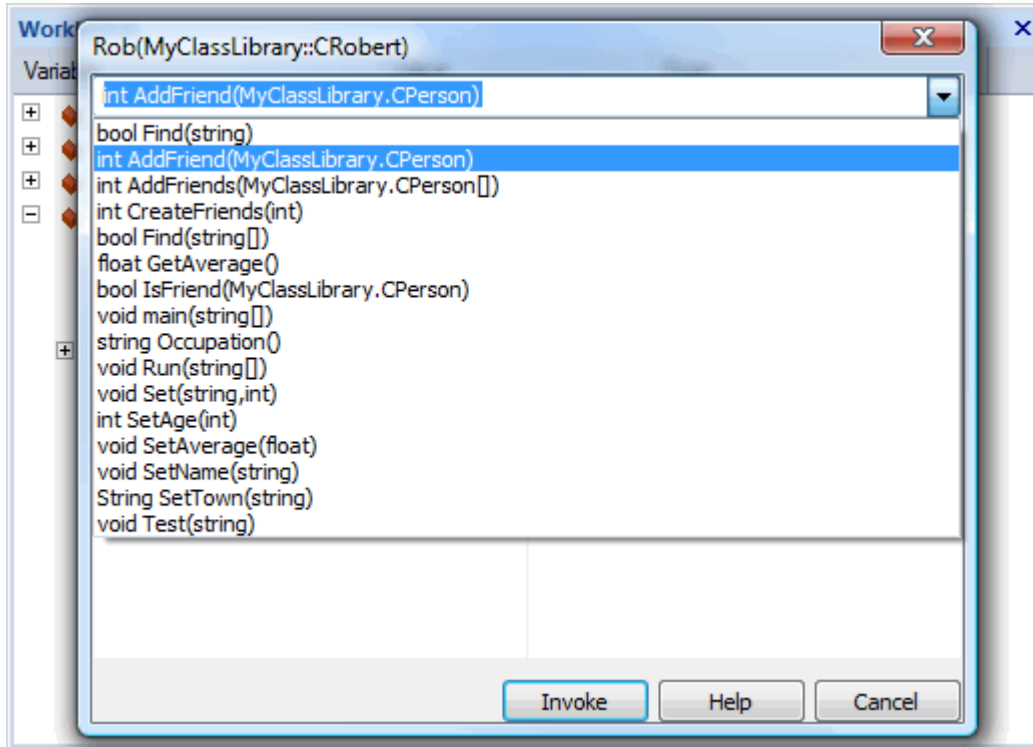 Rob(MyClassLibrary::CRobert)
int AddFriend(MyClassLibrary.CPerson)
bool Find(string)
int AddFriend(MyClassLibrary.CPerson)
int AddFriends(MyClassLibrary.CPerson[])
int CreateFriends(int)
bool Find(string[])
float GetAverage()
bool IsFriend(MyClassLibrary.CPerson)
void main(string[])
string Occupation()
void Run(string[])
void Set(string,int)
int SetAge(int)
void SetAverage(float)
void SetName(string)
String SetTown(string)
void Test(string)
Invoke Help Cancel